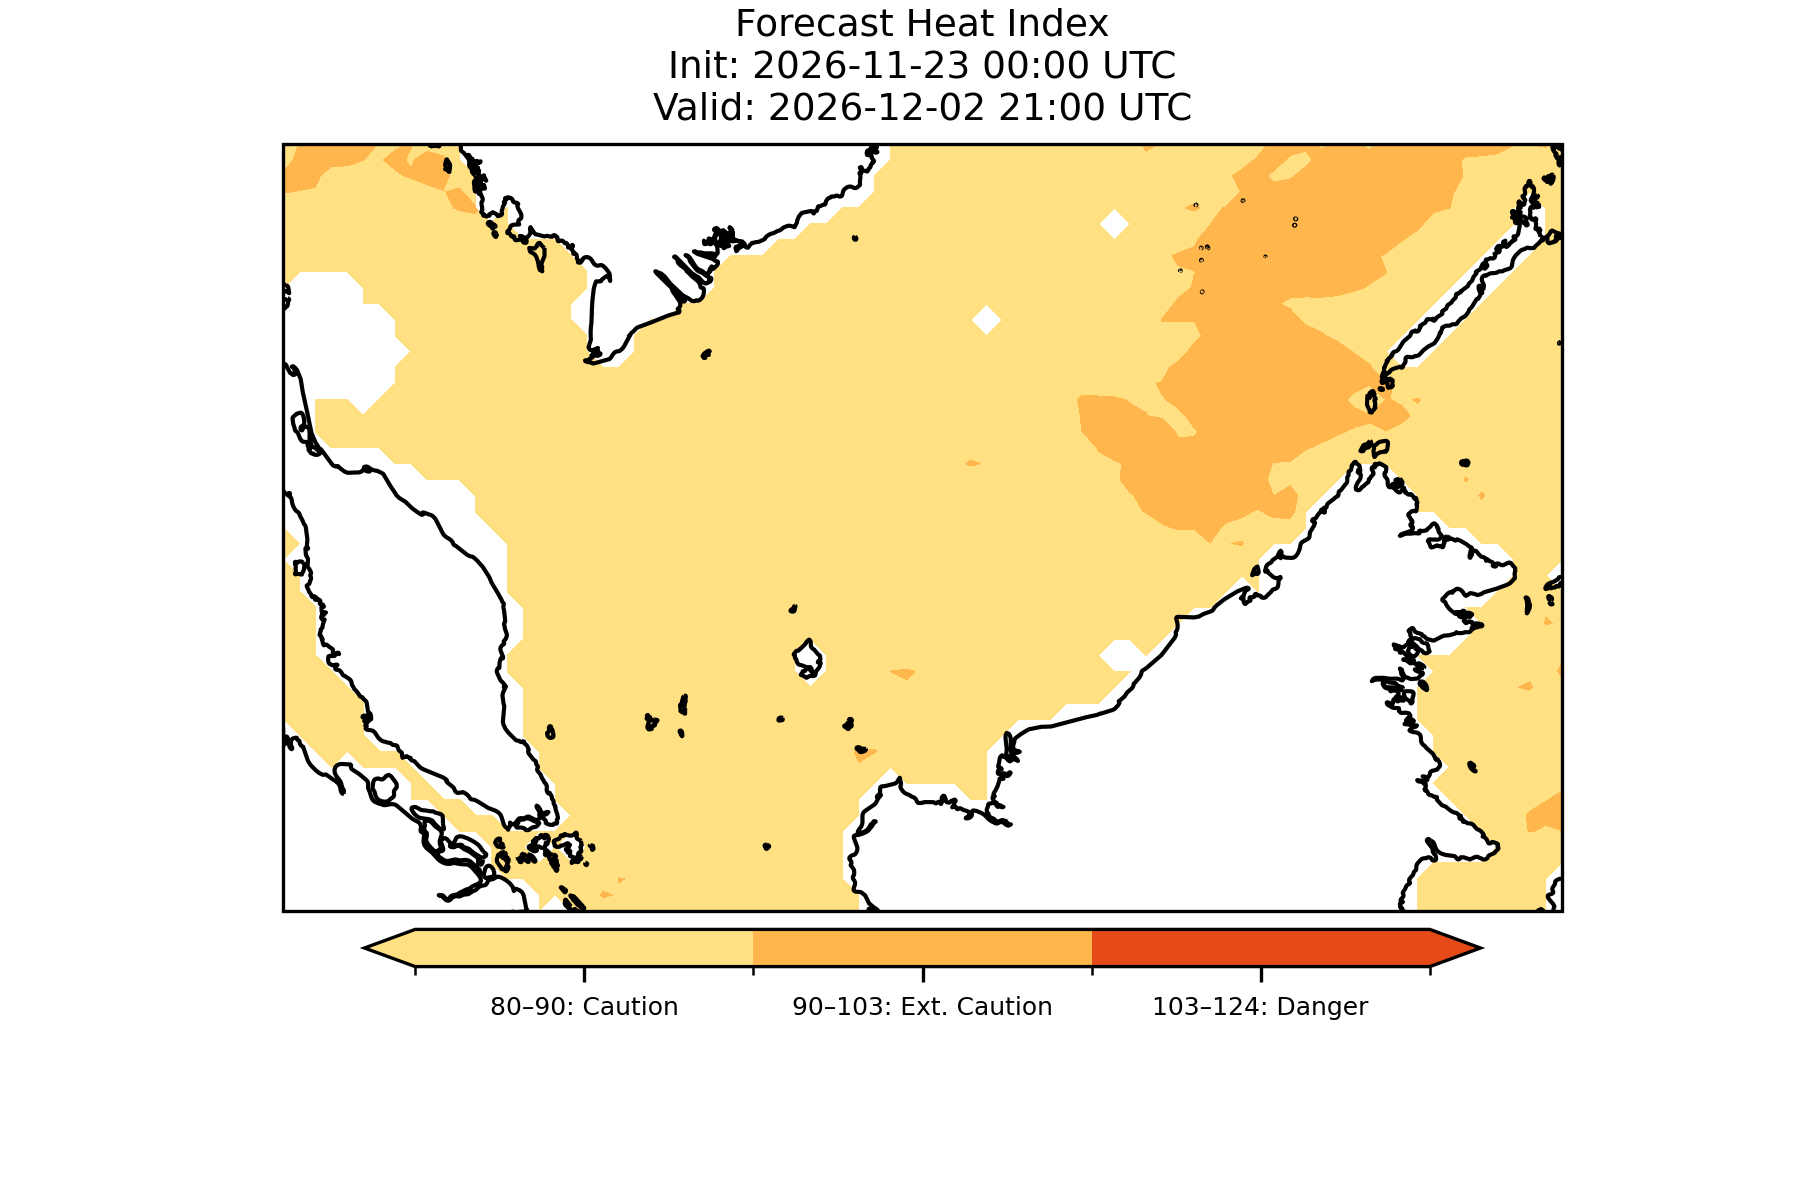 Forecast Heat Index
Init: 2026-11-23 00:00 UTC
Valid: 2026-12-02 21:00 UTC
80–90: Caution
90–103: Ext. Caution
103–124: Danger